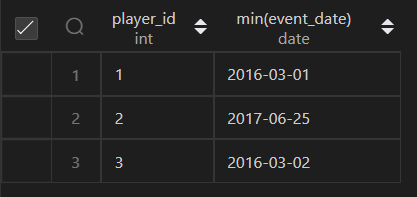 player_id min(event_date)
int date
1 1 2016-03-01
2 2 2017-06-25
3 3 2016-03-02